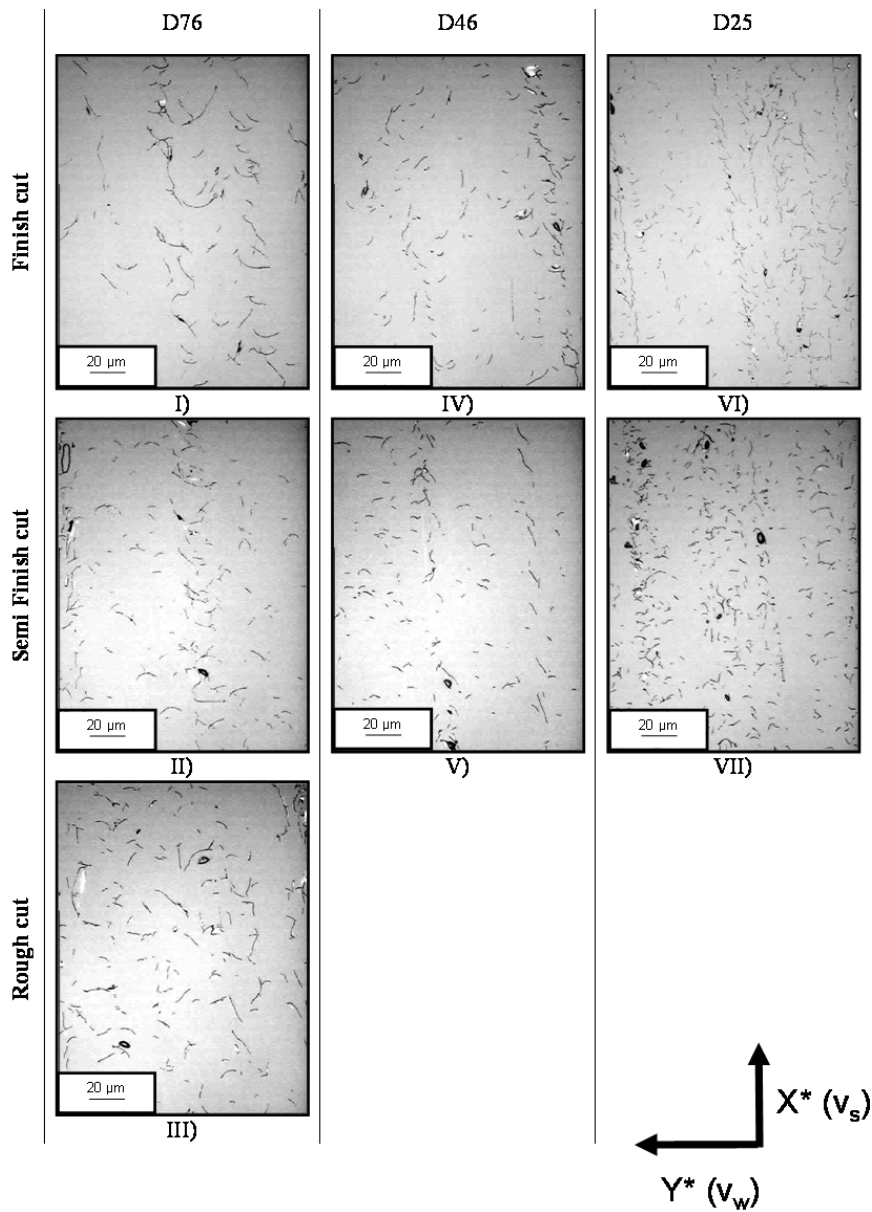 D76 D46 D25
Finish cut
20 µm 20 µm 20 µm
I) IV) VI)
Semi Finish cut
20 µm 20 µm 20 µm
II) V) VII)
Rough cut
20 µm
III)
X* (vs)
Y* (vw)